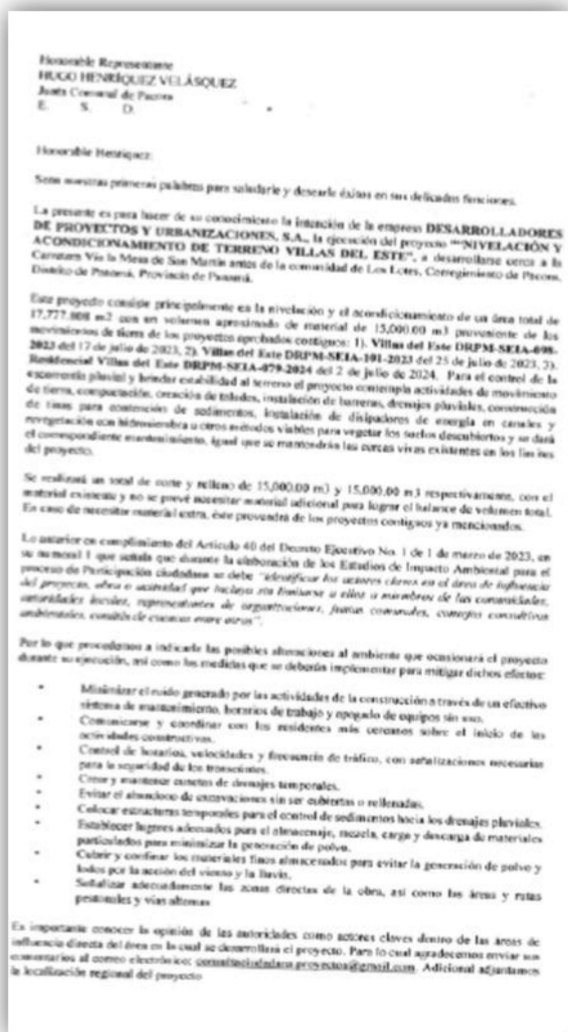 Honorable Representante
HUGO HENRÍQUEZ VELÁSQUEZ
Junta Comunal de Pacora
E. S. D.
Honorable Henríquez:
Sean nuestras primeras palabras para saludarle y desearle éxitos en sus delicadas funciones.
La presente es para hacer de su conocimiento la intención de la empresa DESARROLLADORES
DE PROYECTOS Y URBANIZACIONES, S.A., la ejecución del proyecto ""NIVELACIÓN Y
ACONDICIONAMIENTO DE TERRENO VILLAS DEL ESTE", a desarrollarse cerca a la
Carretera Vía la Mesa de San Martín antes de la comunidad de Los Lotes, Corregimiento de Pacora,
Distrito de Panamá, Provincia de Panamá.
Este proyecto consiste principalmente en la nivelación y el acondicionamiento de un área total de
17,777.808 m2 con un volumen aproximado de material de 15,000.00 m3 proveniente de los
movimientos de tierra de los proyectos aprobados contiguos: 1). Villas del Este DRPM-SEIA-098-
2023 del 17 de julio de 2023, 2). Villas del Este DRPM-SEIA-101-2023 del 25 de julio de 2023, 3).
Residencial Villas del Este DRPM-SEIA-079-2024 del 2 de julio de 2024. Para el control de la
escorrentía pluvial y brindar estabilidad al terreno el proyecto contempla actividades de movimiento
de tierra, compactación, creación de taludes, instalación de barreras, drenajes pluviales, construcción
de tinas para contención de sedimentos, instalación de disipadores de energía en canales y
revegetación con hidrosiembra u otros métodos viables para vegetar los suelos descubiertos y se dará
el correspondiente mantenimiento, igual que se mantendrán las cercas vivas existentes en los límites
del proyecto.
Se realizará un total de corte y relleno de 15,000.00 m3 y 15,000.00 m3 respectivamente, con el
material existente y no se prevé necesitar material adicional para lograr el balance de volumen total.
En caso de necesitar material extra, éste provendrá de los proyectos contiguos ya mencionados.
Lo anterior en cumplimiento del Artículo 40 del Decreto Ejecutivo No. 1 de 1 de marzo de 2023, en
su numeral 1 que señala que durante la elaboración de los Estudios de Impacto Ambiental para el
proceso de Participación ciudadana se debe "identificar los actores claves en el área de influencia
del proyecto, obra o actividad que incluya sin limitarse a ellos a miembros de las comunidades,
autoridades locales, representantes de organizaciones, juntas comunales, consejos consultivos
ambientales, comités de cuencas entre otros".
Por lo que procedemos a indicarle las posibles alteraciones al ambiente que ocasionará el proyecto
durante su ejecución, así como las medidas que se deberán implementar para mitigar dichos efectos:
• Minimizar el ruido generado por las actividades de la construcción a través de un efectivo
sistema de mantenimiento, horarios de trabajo y apagado de equipos sin uso.
• Comunicarse y coordinar con los residentes más cercanos sobre el inicio de las
actividades constructivas.
• Control de horarios, velocidades y frecuencia de tráfico, con señalizaciones necesarias
para la seguridad de los transeúntes.
• Crear y mantener cunetas de drenajes temporales.
• Evitar el abandono de excavaciones sin ser cubiertas o rellenadas.
• Colocar estructuras temporales para el control de sedimentos hacia los drenajes pluviales.
• Establecer lugares adecuados para el almacenaje, mezcla, carga y descarga de materiales
particulados para minimizar la generación de polvo.
• Cubrir y confinar los materiales finos almacenados para evitar la generación de polvo y
lodos por la acción del viento y la lluvia.
• Señalizar adecuadamente las zonas directas de la obra, así como las áreas y rutas
peatonales y vías alternas
Es importante conocer la opinión de las autoridades como actores claves dentro de las áreas de
influencia directa del área en la cual se desarrollará el proyecto. Para lo cual agradecemos enviar sus
comentarios al correo electrónico: consultaciudadana.proyectos@gmail.com. Adicional adjuntamos
la localización regional del proyecto